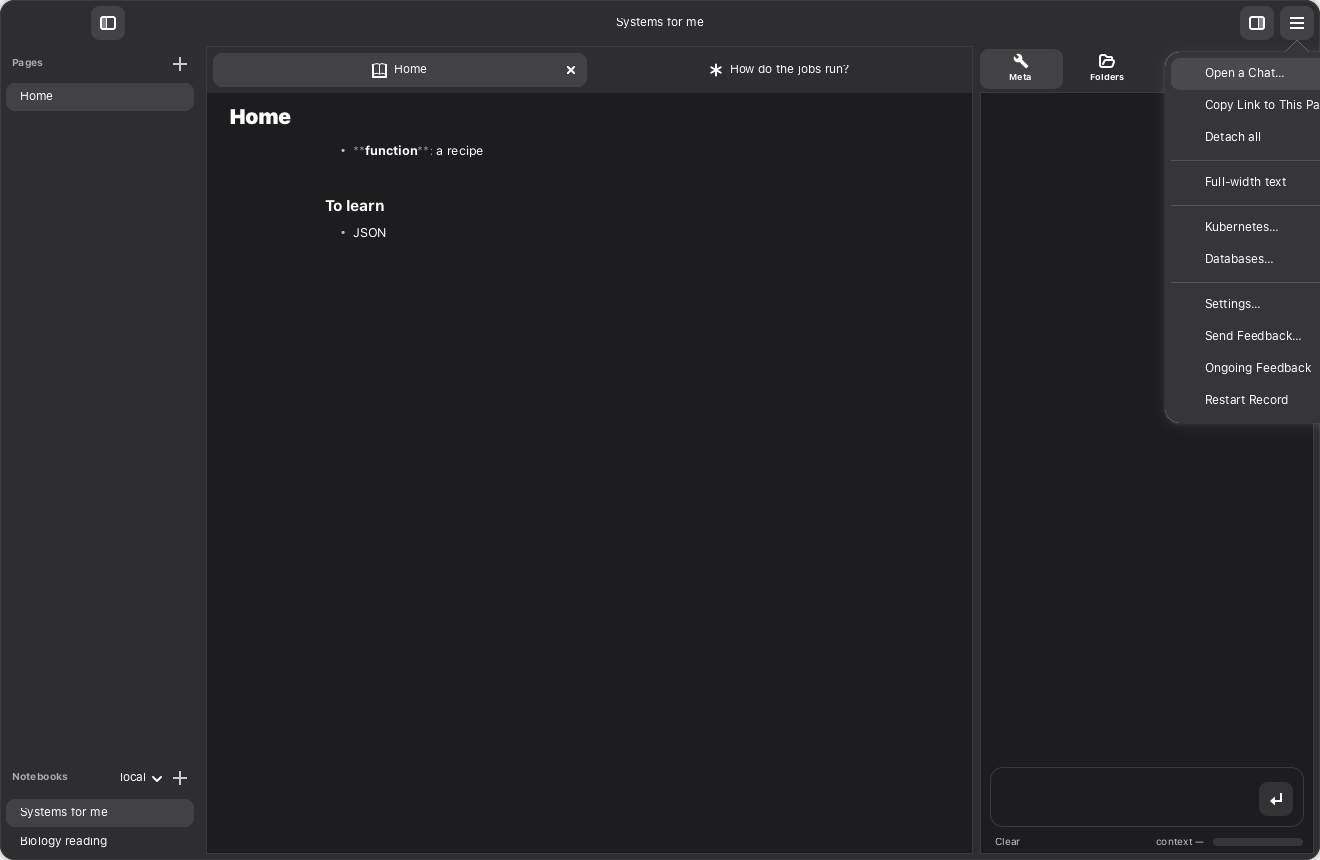 Systems for me
Pages
Home
Home
How do the jobs run?
Meta
Folders
Open a Chat…
Copy Link to This Pa
Detach all
Full-width text
Kubernetes…
Databases…
Settings…
Send Feedback…
Ongoing Feedback
Restart Record
Home
• **function**: a recipe
To learn
• JSON
Notebooks
local
Systems for me
Biology reading
Clear
context —